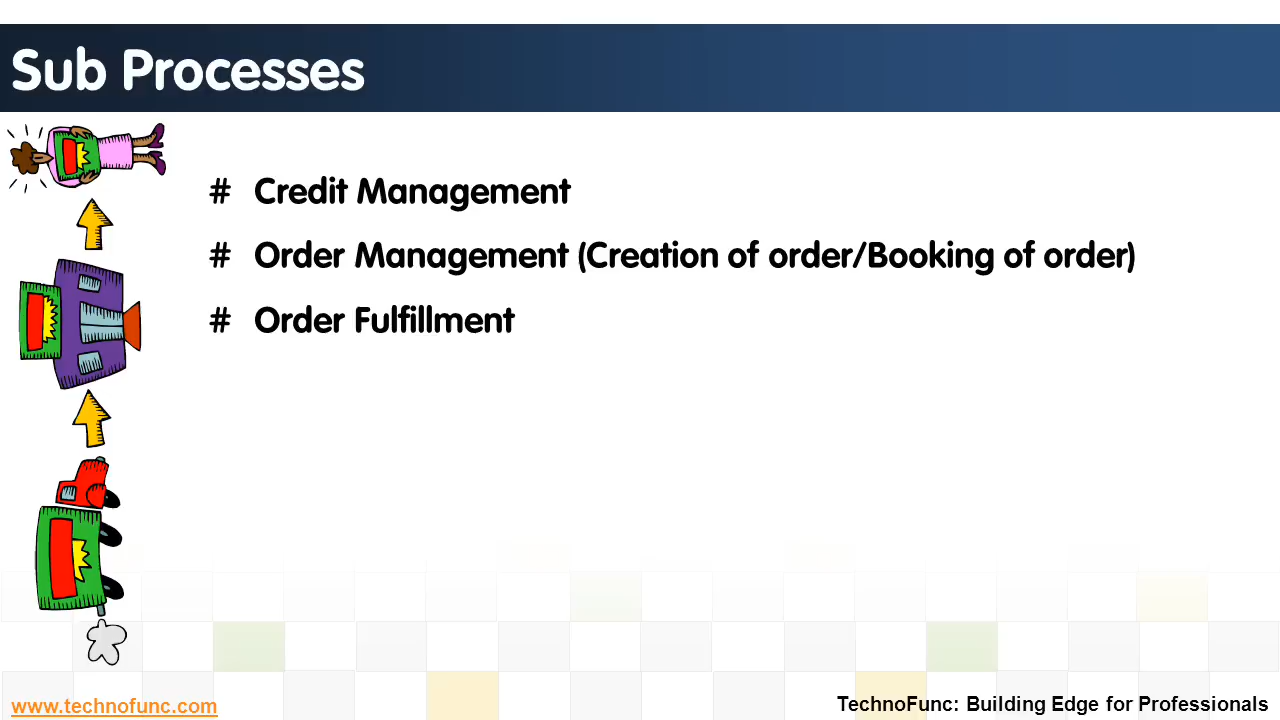 Sub Processes
# Credit Management
# Order Management (Creation of order/Booking of order)
# Order Fulfillment
www.technofunc.com
TechnoFunc: Building Edge for Professionals